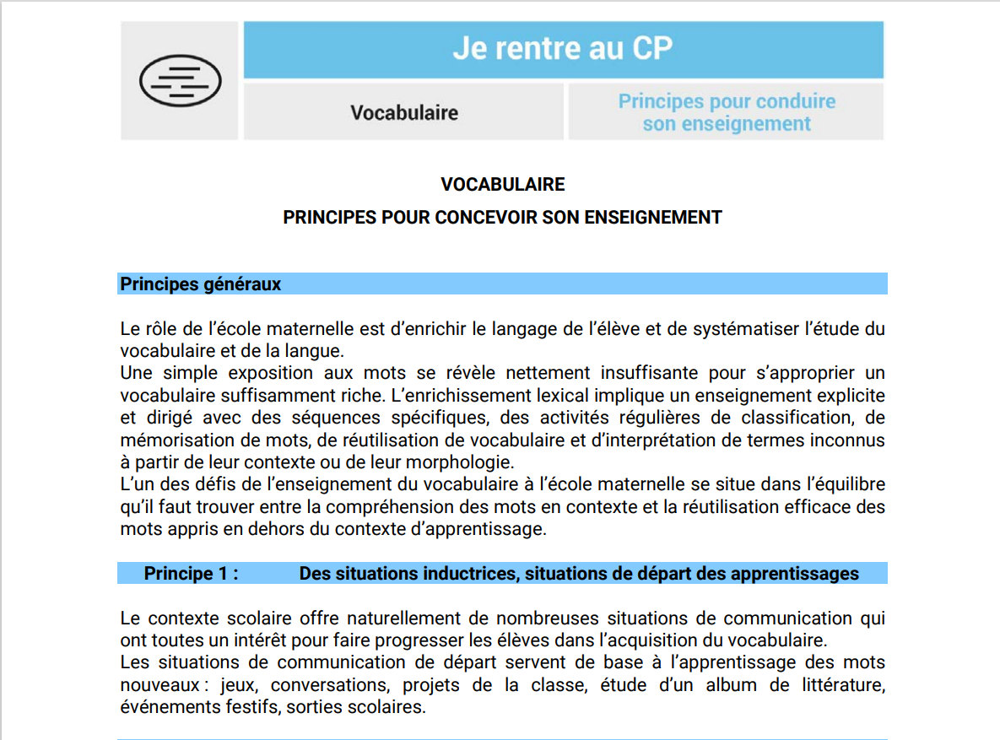 Je rentre au CP
Vocabulaire
Principes pour conduire
son enseignement
VOCABULAIRE
PRINCIPES POUR CONCEVOIR SON ENSEIGNEMENT
Principes généraux
Le rôle de l’école maternelle est d’enrichir le langage de l’élève et de systématiser l’étude du
vocabulaire et de la langue.
Une simple exposition aux mots se révèle nettement insuffisante pour s’approprier un
vocabulaire suffisamment riche. L’enrichissement lexical implique un enseignement explicite
et dirigé avec des séquences spécifiques, des activités régulières de classification, de
mémorisation de mots, de réutilisation de vocabulaire et d’interprétation de termes inconnus
à partir de leur contexte ou de leur morphologie.
L’un des défis de l’enseignement du vocabulaire à l’école maternelle se situe dans l’équilibre
qu’il faut trouver entre la compréhension des mots en contexte et la réutilisation efficace des
mots appris en dehors du contexte d’apprentissage.
Principe 1 : Des situations inductrices, situations de départ des apprentissages
Le contexte scolaire offre naturellement de nombreuses situations de communication qui
ont toutes un intérêt pour faire progresser les élèves dans l’acquisition du vocabulaire.
Les situations de communication de départ servent de base à l’apprentissage des mots
nouveaux : jeux, conversations, projets de la classe, étude d’un album de littérature,
événements festifs, sorties scolaires.